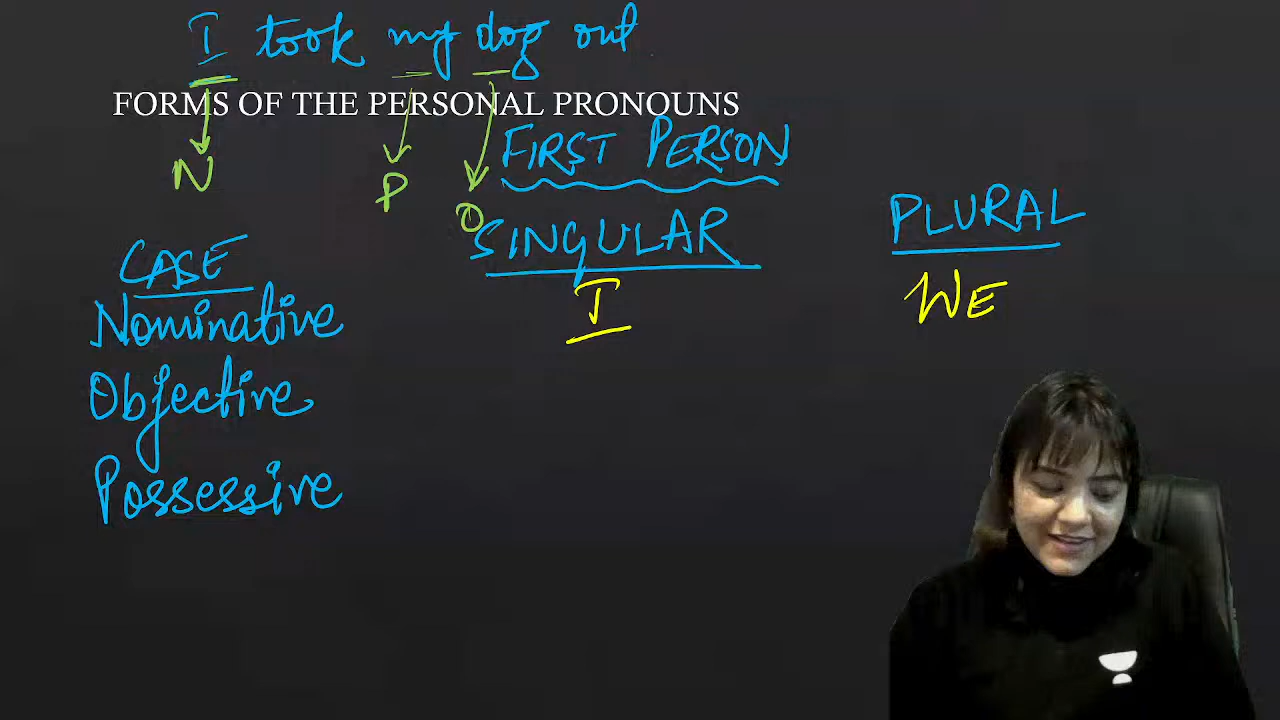 I took my dog out
FORMS OF THE PERSONAL PRONOUNS
N P O
FIRST PERSON
CASE SINGULAR PLURAL
Nominative I WE
Objective
Possessive